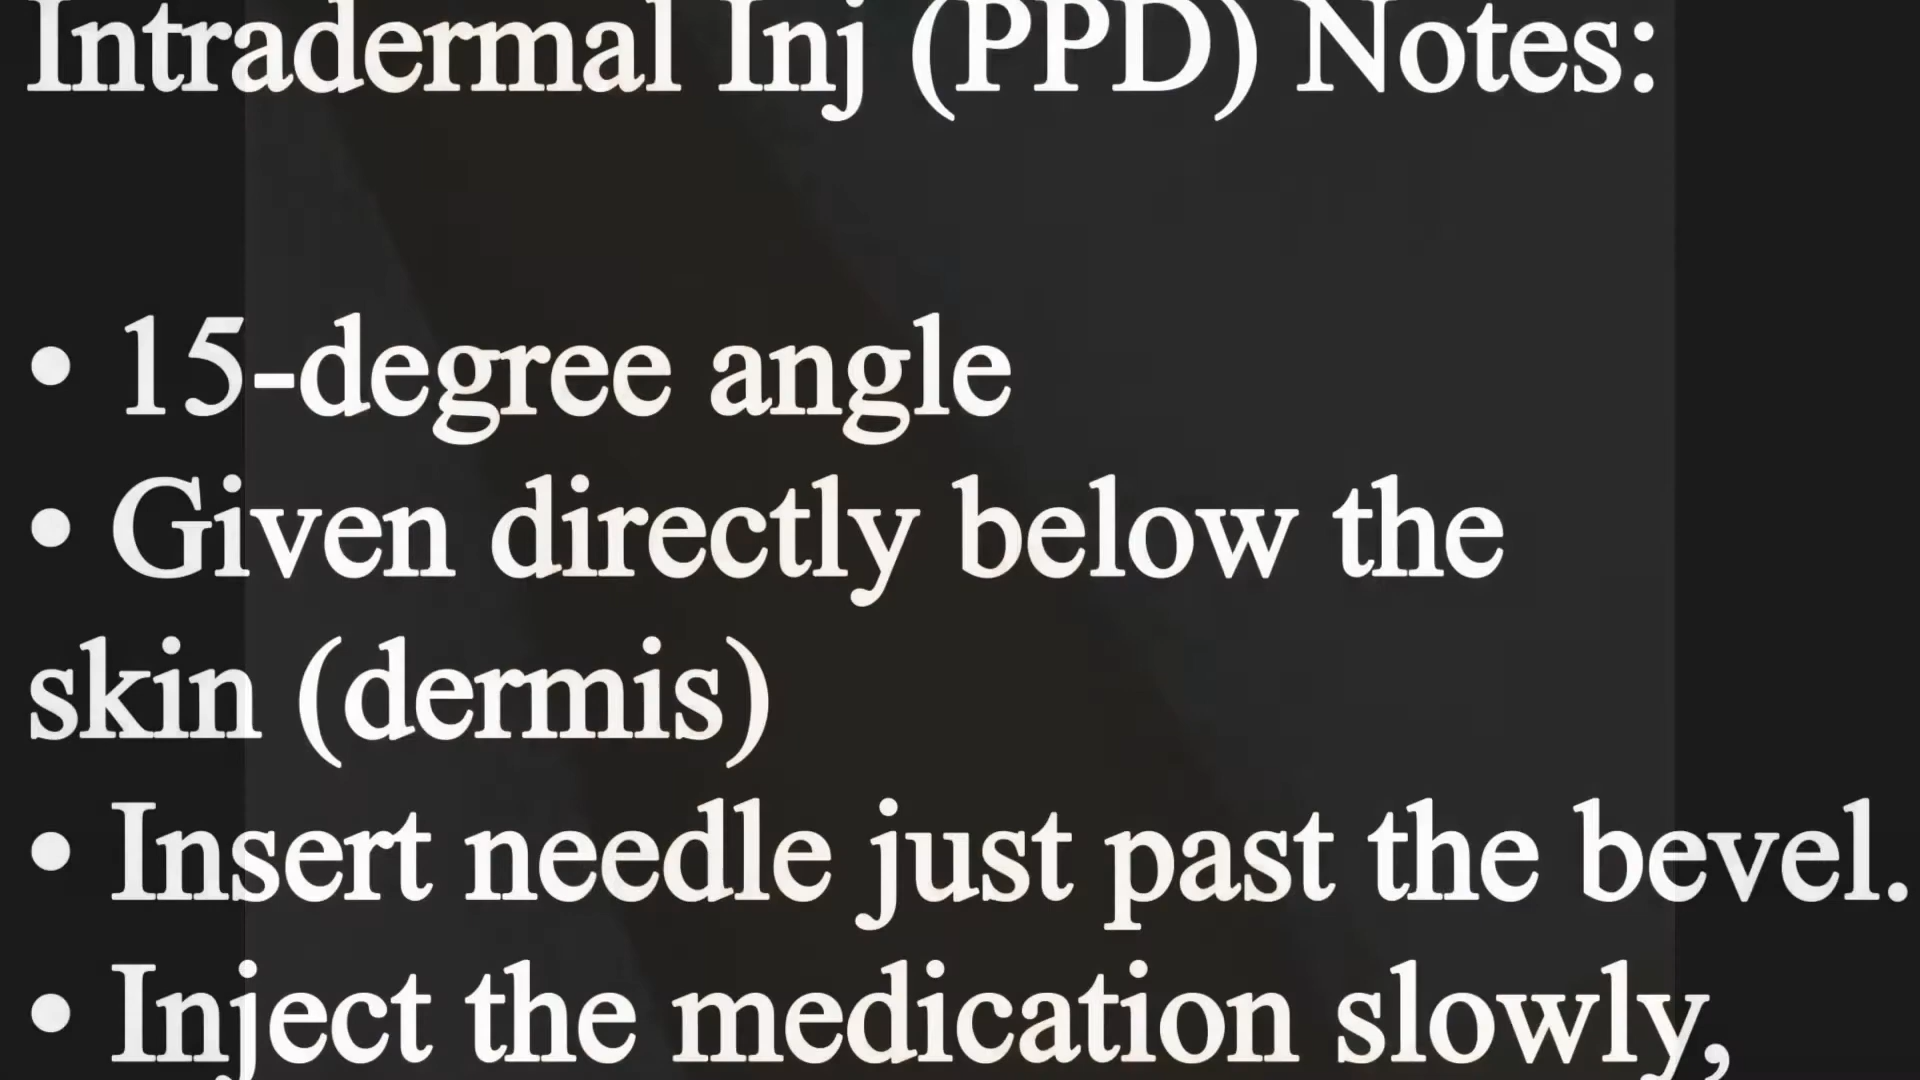 Intradermal Inj (PPD) Notes:
• 15-degree angle
• Given directly below the
skin (dermis)
• Insert needle just past the bevel.
• Inject the medication slowly,